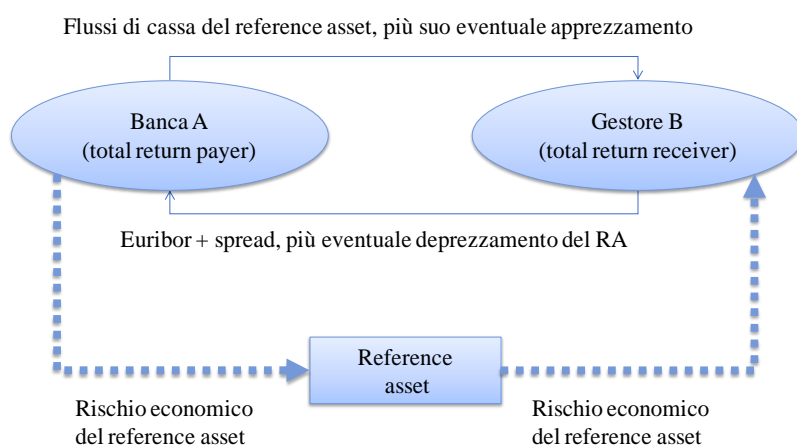 Flussi di cassa del reference asset, più suo eventuale apprezzamento
Banca A
(total return payer)
Gestore B
(total return receiver)
Euribor + spread, più eventuale deprezzamento del RA
Reference
asset
Rischio economico
del reference asset
Rischio economico
del reference asset